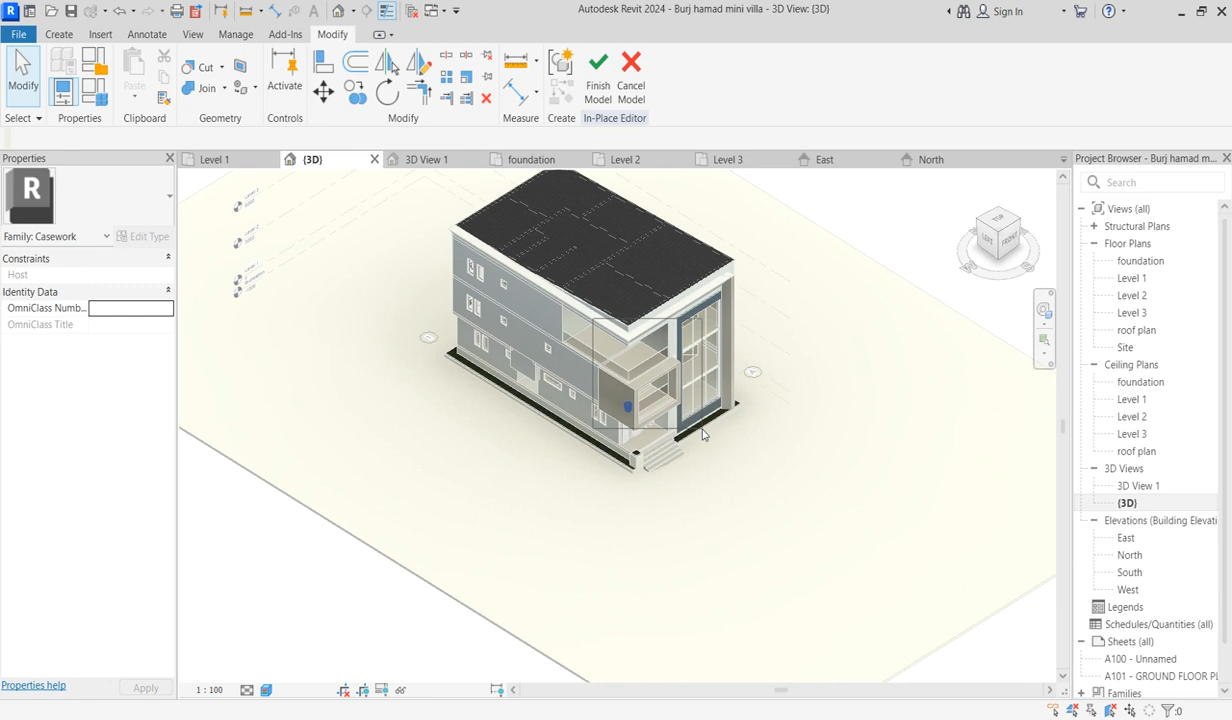 Autodesk Revit 2024 - Burj hamad mini villa - 3D View: {3D}
Sign In
File
Create
Insert
Annotate
View
Manage
Add-Ins
Modify
Modify
Paste
Cut
Join
Activate
Finish Model
Cancel Model
Select
Properties
Clipboard
Geometry
Controls
Modify
Measure
Create
In-Place Editor
Properties
Level 1
{3D}
3D View 1
foundation
Level 2
Level 3
East
North
Project Browser - Burj hamad m...
R
Family: Casework
Edit Type
Constraints
Host
Identity Data
OmniClass Numb...
OmniClass Title
TOP
LEFT
FRONT
Search
Views (all)
Structural Plans
Floor Plans
foundation
Level 1
Level 2
Level 3
roof plan
Site
Ceiling Plans
foundation
Level 1
Level 2
Level 3
roof plan
3D Views
3D View 1
{3D}
Elevations (Building Elevati
East
North
South
West
Legends
Schedules/Quantities (all)
Sheets (all)
A100 - Unnamed
A101 - GROUND FLOOR PL
Families
Properties help
Apply
1 : 100
:0